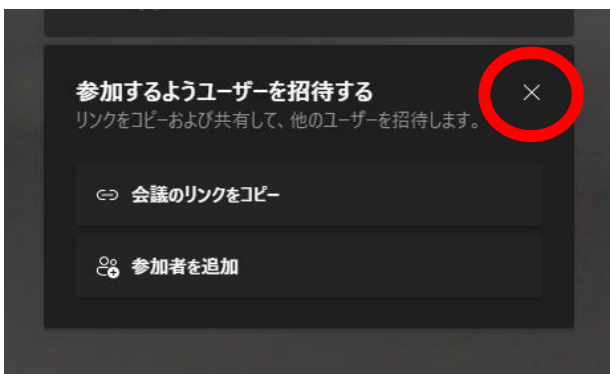 参加するようユーザーを招待する
リンクをコピーおよび共有して、他のユーザーを招待します。
会議のリンクをコピー
参加者を追加